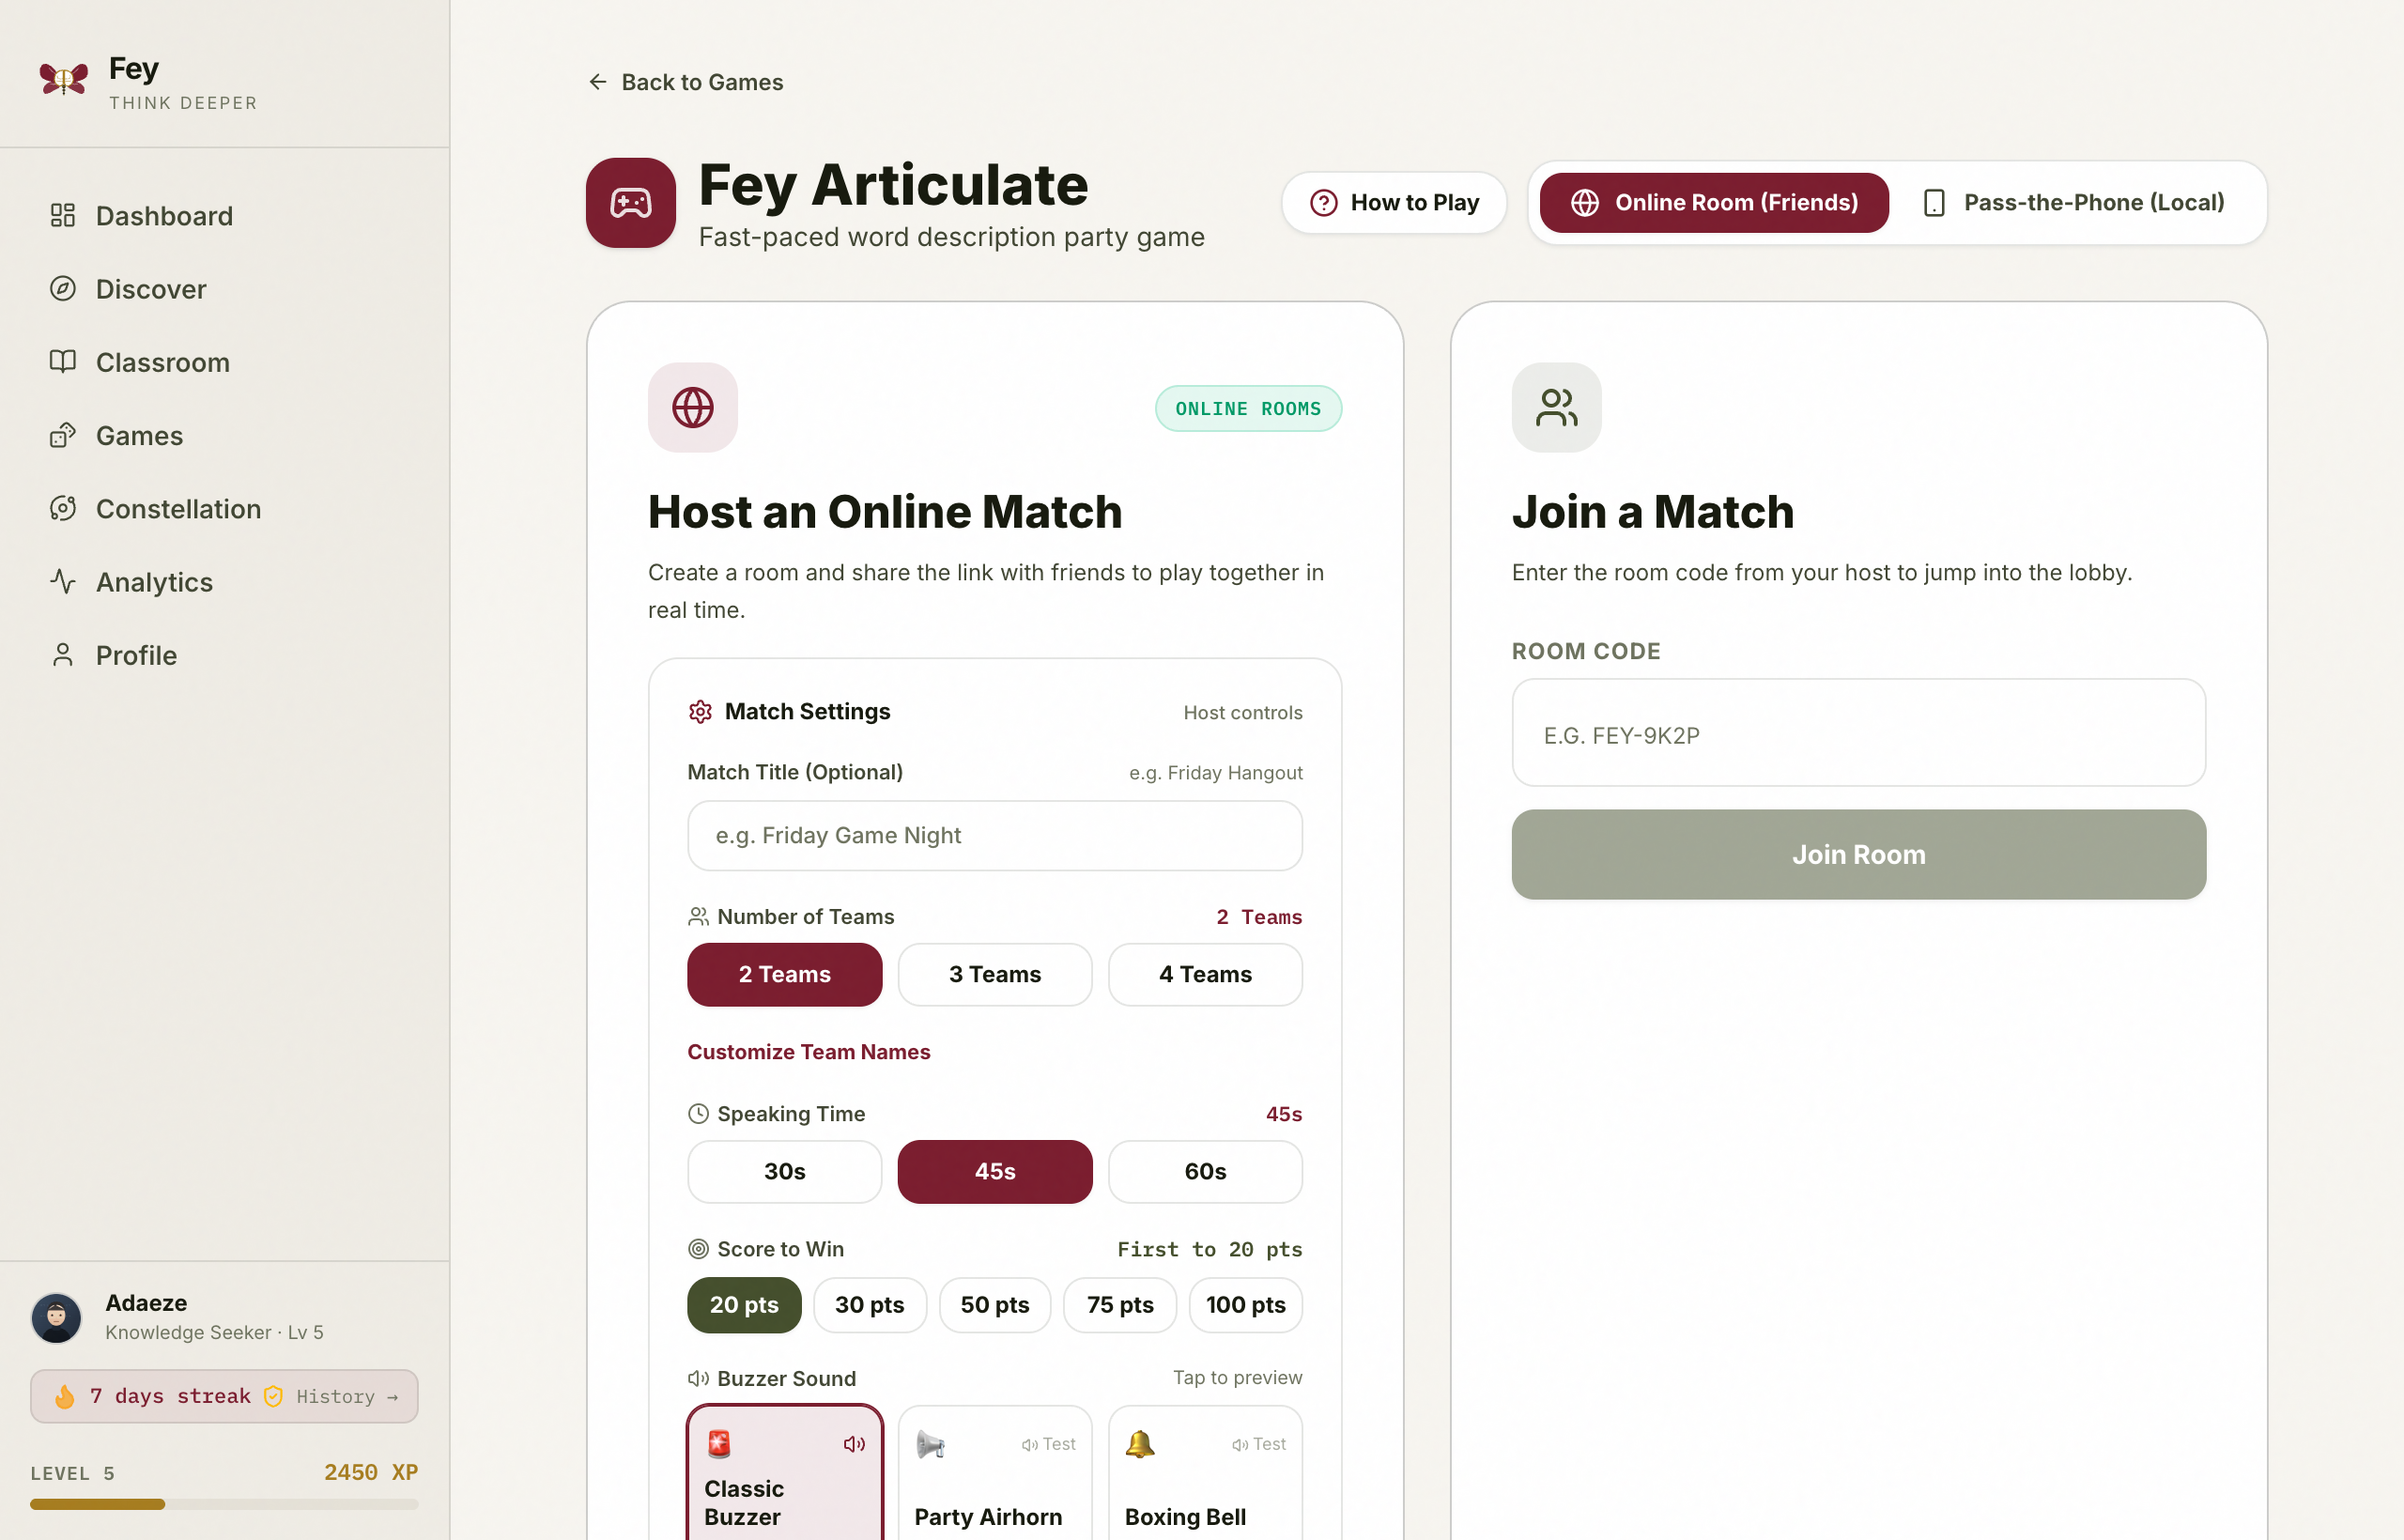 Fey
THINK DEEPER
Dashboard
Discover
Classroom
Games
Constellation
Analytics
Profile
Adaeze
Knowledge Seeker · Lv 5
7 days streak History →
LEVEL 5 2450 XP
Back to Games
Fey Articulate
Fast-paced word description party game
How to Play
Online Room (Friends)
Pass-the-Phone (Local)
ONLINE ROOMS
Host an Online Match
Create a room and share the link with friends to play together in
real time.
Match Settings Host controls
Match Title (Optional) e.g. Friday Hangout
e.g. Friday Game Night
Number of Teams 2 Teams
2 Teams 3 Teams 4 Teams
Customize Team Names
Speaking Time 45s
30s 45s 60s
Score to Win First to 20 pts
20 pts 30 pts 50 pts 75 pts 100 pts
Buzzer Sound Tap to preview
Test Test
Classic
Buzzer
Party Airhorn
Boxing Bell
Join a Match
Enter the room code from your host to jump into the lobby.
ROOM CODE
E.G. FEY-9K2P
Join Room